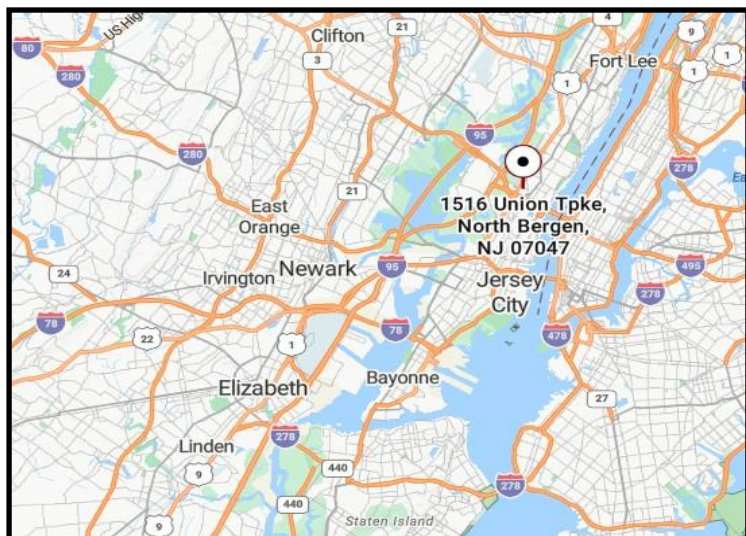 US Hig
Clifton
21
4
9
80
3
Fort Lee
1
1
280
1
95
280
278
21
1516 Union Tpke,
North Bergen,
NJ 07047
East
Orange
24
Irvington
Newark
95
495
Jersey
City
278
78
22
78
1
478
Elizabeth
Bayonne
27
Linden
278
9
440
440
278
9
Staten Island